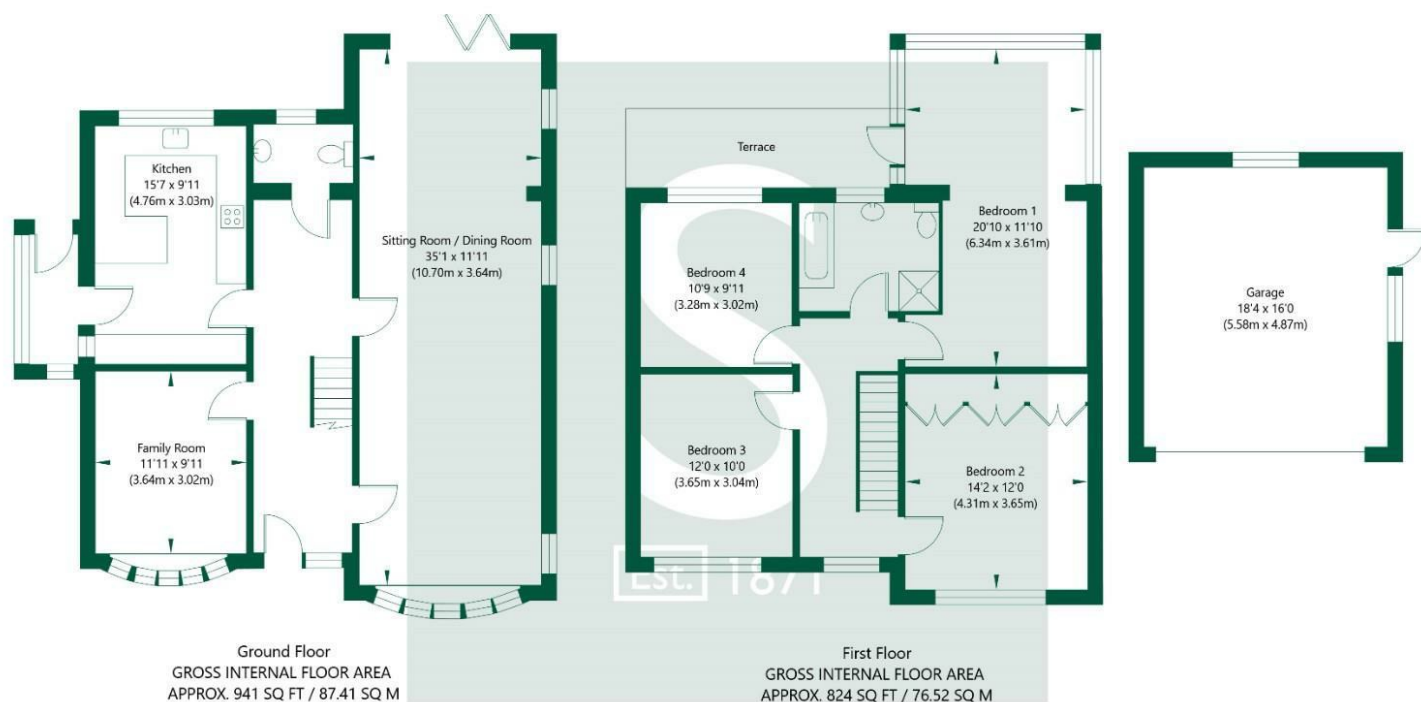 Kitchen
15'7 x 9'11
(4.76m x 3.03m)
Sitting Room / Dining Room
35'1 x 11'11
(10.70m x 3.64m)
Family Room
11'11 x 9'11
(3.64m x 3.02m)
Ground Floor
GROSS INTERNAL FLOOR AREA
APPROX. 941 SQ FT / 87.41 SQ M
Terrace
Bedroom 1
20'10 x 11'10
(6.34m x 3.61m)
Bedroom 4
10'9 x 9'11
(3.28m x 3.02m)
Bedroom 3
12'0 x 10'0
(3.65m x 3.04m)
Bedroom 2
14'2 x 12'0
(4.31m x 3.65m)
S
Est. 1871
First Floor
GROSS INTERNAL FLOOR AREA
APPROX. 824 SQ FT / 76.52 SQ M
Garage
18'4 x 16'0
(5.58m x 4.87m)